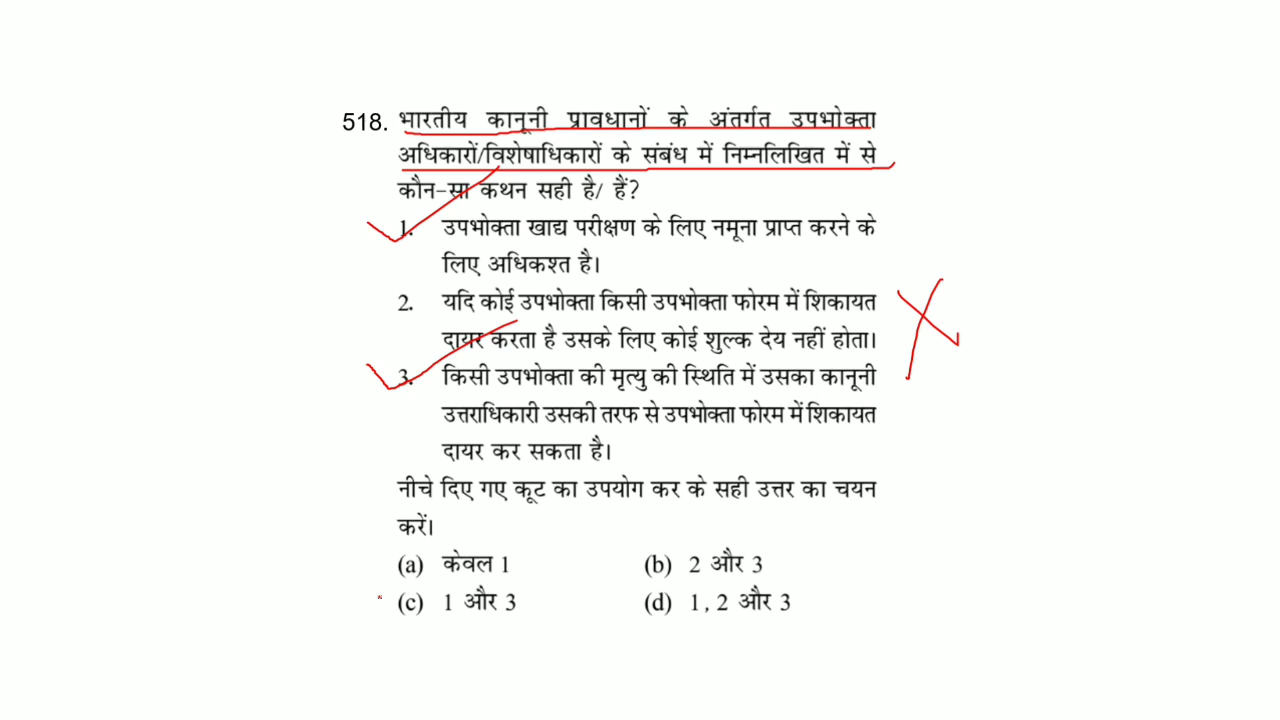 518. भारतीय कानूनी प्रावधानों के अंतर्गत उपभोक्ता
अधिकारों/विशेषाधिकारों के संबंध में निम्नलिखित में से
कौन-सा कथन सही है/ हैं?
1. उपभोक्ता खाद्य परीक्षण के लिए नमूना प्राप्त करने के
लिए अधिकश्त है।
2. यदि कोई उपभोक्ता किसी उपभोक्ता फोरम में शिकायत
दायर करता है उसके लिए कोई शुल्क देय नहीं होता।
3. किसी उपभोक्ता की मृत्यु की स्थिति में उसका कानूनी
उत्तराधिकारी उसकी तरफ से उपभोक्ता फोरम में शिकायत
दायर कर सकता है।
नीचे दिए गए कूट का उपयोग कर के सही उत्तर का चयन
करें।
(a) केवल 1 (b) 2 और 3
(c) 1 और 3 (d) 1, 2 और 3